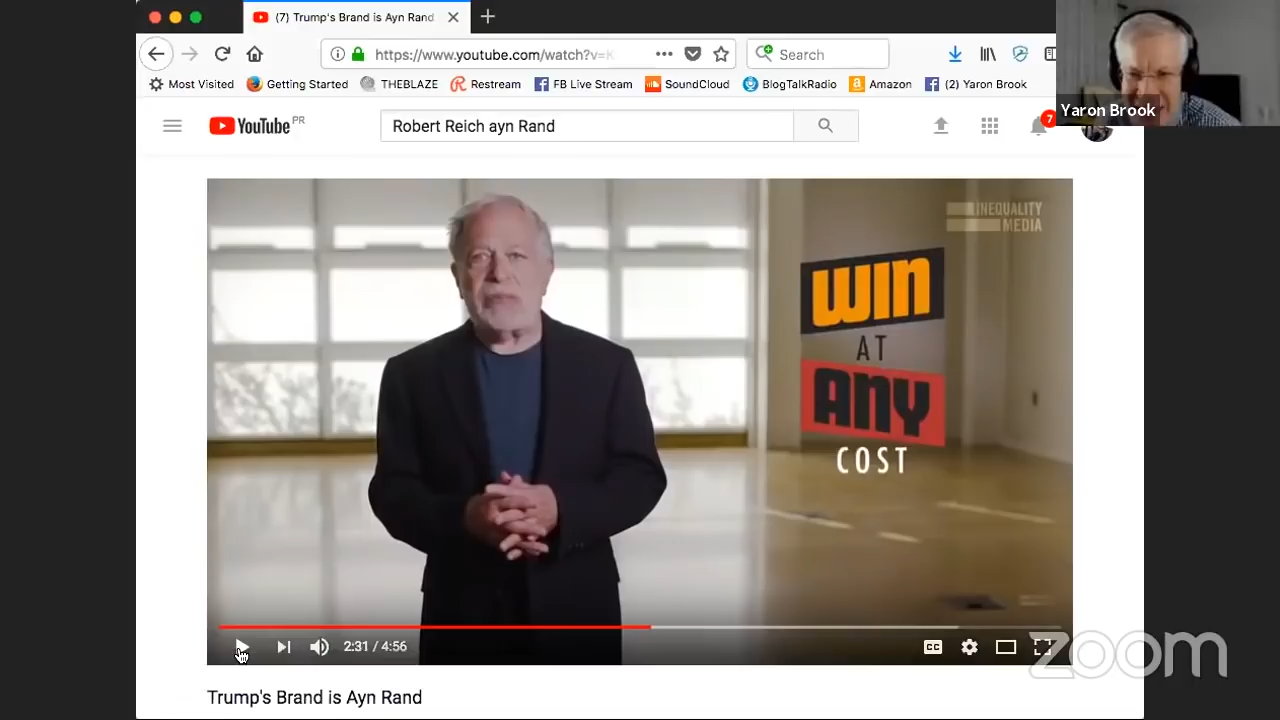 (7) Trump's Brand is Ayn Rand
https://www.youtube.com/watch?v=
Search
Most Visited
Getting Started
THEBLAZE
Restream
FB Live Stream
SoundCloud
BlogTalkRadio
Amazon
(2) Yaron Brook
Yaron Brook
YouTube PR
Robert Reich ayn Rand
7
INEQUALITY
MEDIA
WIN
AT
ANY
COST
2:31 / 4:56
CC
zoom
Trump's Brand is Ayn Rand